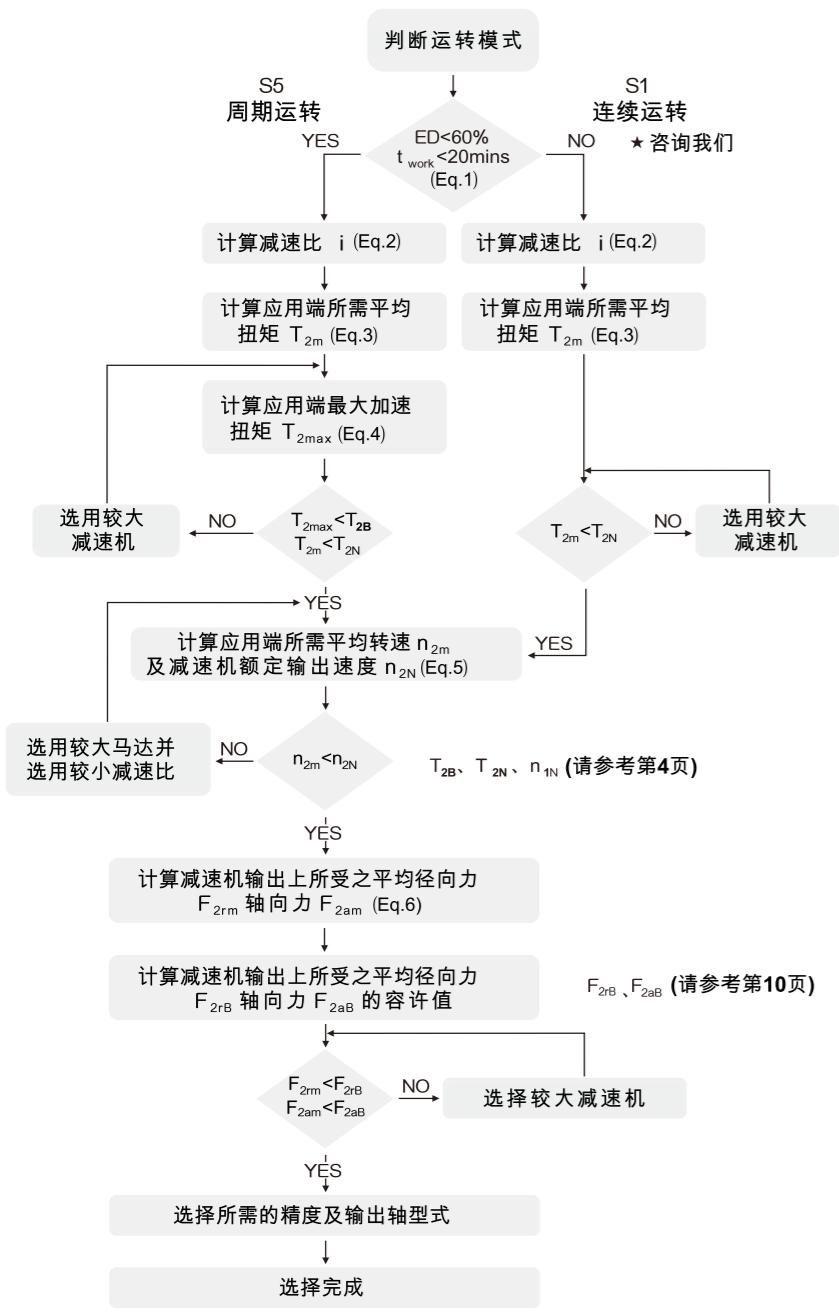 判断运转模式
S5
周期运转
S1
连续运转
YES
ED<60%
t work<20mins
(Eq.1)
NO
★ 咨询我们
计算减速比 i (Eq.2)
计算减速比 i (Eq.2)
计算应用端所需平均
扭矩 T2m (Eq.3)
计算应用端所需平均
扭矩 T2m (Eq.3)
计算应用端最大加速
扭矩 T2max (Eq.4)
选用较大
减速机
NO
T2max<T2B
T2m<T2N
T2m<T2N
NO
选用较大
减速机
YES
计算应用端所需平均转速 n2m
及减速机额定输出速度 n2N (Eq.5)
YES
选用较大马达并
选用较小减速比
NO
n2m<n2N
T2B、T2N、n1N (请参考第4页)
YES
计算减速机输出上所受之平均径向力
F2rm 轴向力 F2am (Eq.6)
计算减速机输出上所受之平均径向力
F2rB 轴向力 F2aB 的容许值
F2rB、F2aB (请参考第10页)
F2rm<F2rB
F2am<F2aB
NO
选择较大减速机
YES
选择所需的精度及输出轴型式
选择完成